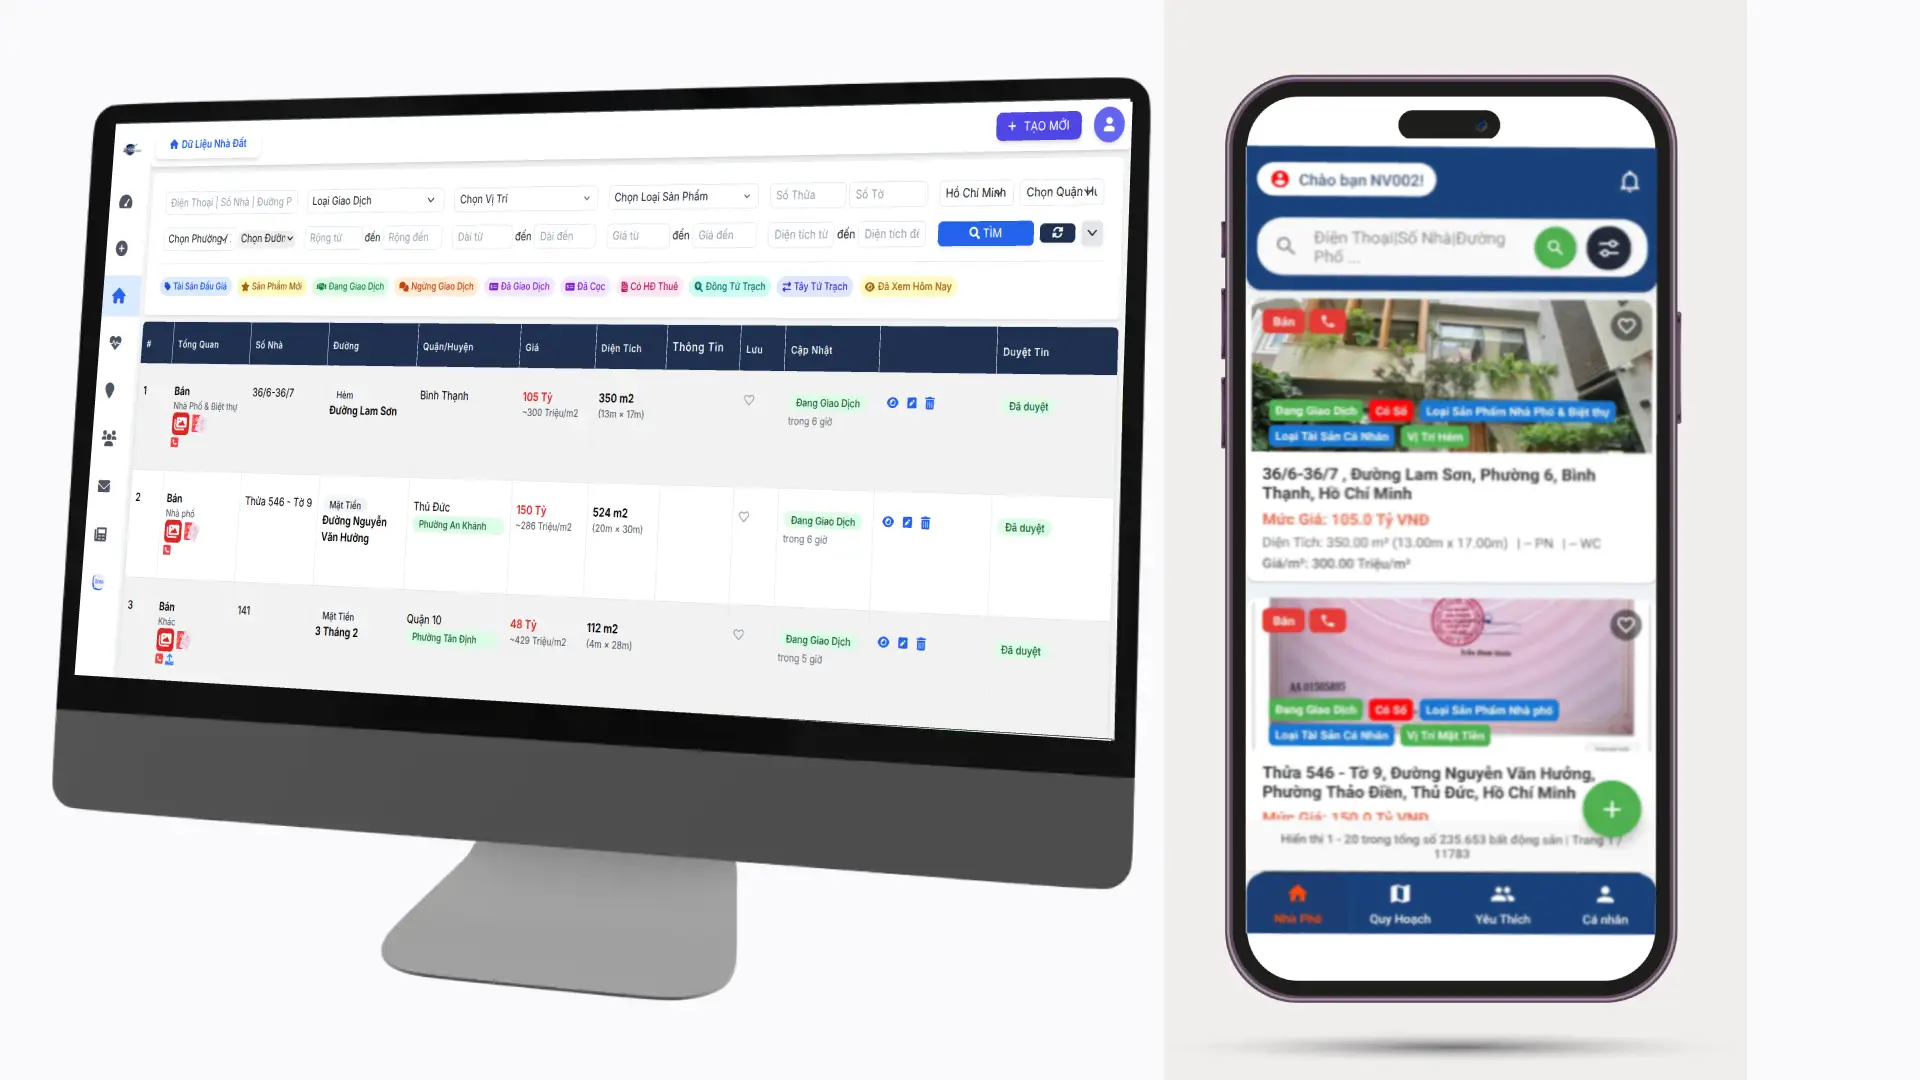 Dữ Liệu Nhà Đất
+ TẠO MỚI
Điện Thoại | Số Nhà | Đường P
Loại Giao Dịch
Chọn Vị Trí
Chọn Loại Sản Phẩm
Số Thửa
Số Tờ
Hồ Chí Minh
Chọn Quận Hu
Chọn Phường/
Chọn Đườn
Rộng từ
đến
Rộng đến
Dài từ
đến
Dài đến
Giá từ
đến
Giá đến
Diện tích từ
đến
Diện tích đế
TÌM
Tài Sản Đấu Giá
Sản Phẩm Mới
Đang Giao Dịch
Ngừng Giao Dịch
Đã Giao Dịch
Đã Cọc
Có HĐ Thuê
Đông Tứ Trạch
Tây Tứ Trạch
Đã Xem Hôm Nay
# Tổng Quan Số Nhà Đường Quận/Huyện Giá Diện Tích Thông Tin Lưu Cập Nhật Duyệt Tin
1 Bán 36/6-36/7 Hẻm Bình Thạnh 105 Tỷ 350 m2 Đang Giao Dịch Đã duyệt
Nhà Phố & Biệt thự Đường Lam Sơn ~300 Triệu/m2 (13m × 17m) trong 6 giờ
2 Bán Thửa 546 - Tờ 9 Mặt Tiền Thủ Đức 150 Tỷ 524 m2 Đang Giao Dịch Đã duyệt
Nhà phố Đường Nguyễn Phường An Khánh ~286 Triệu/m2 (20m × 30m) trong 6 giờ
Văn Hưởng
3 Bán 141 Mặt Tiền Quận 10 48 Tỷ 112 m2 Đang Giao Dịch Đã duyệt
Khác 3 Tháng 2 Phường Tân Định ~429 Triệu/m2 (4m × 28m) trong 5 giờ
Chào bạn NV002!
Điện Thoại|Số Nhà|Đường
Phố ...
Bán
Đang Giao Dịch Có Sổ Loại Sản Phẩm Nhà Phố & Biệt thự
Loại Tài Sản Cá Nhân Vị Trí Hẻm
36/6-36/7 , Đường Lam Sơn, Phường 6, Bình
Thạnh, Hồ Chí Minh
Mức Giá: 105.0 Tỷ VNĐ
Diện Tích: 350.00 m² (13.00m x 17.00m) | -- PN | -- WC
Giá/m²: 300.00 Triệu/m²
Bán
AA 01505895
Đang Giao Dịch Có Sổ Loại Sản Phẩm Nhà phố
Loại Tài Sản Cá Nhân Vị Trí Mặt Tiền
Thửa 546 - Tờ 9, Đường Nguyễn Văn Hưởng,
Phường Thảo Điền, Thủ Đức, Hồ Chí Minh
Mức Giá: 150.0 Tỷ VNĐ
Hiển thị 1 - 20 trong tổng số 235.653 bất động sản | Trang 1 /
11783
Nhà Phố
Quy Hoạch
Yêu Thích
Cá nhân